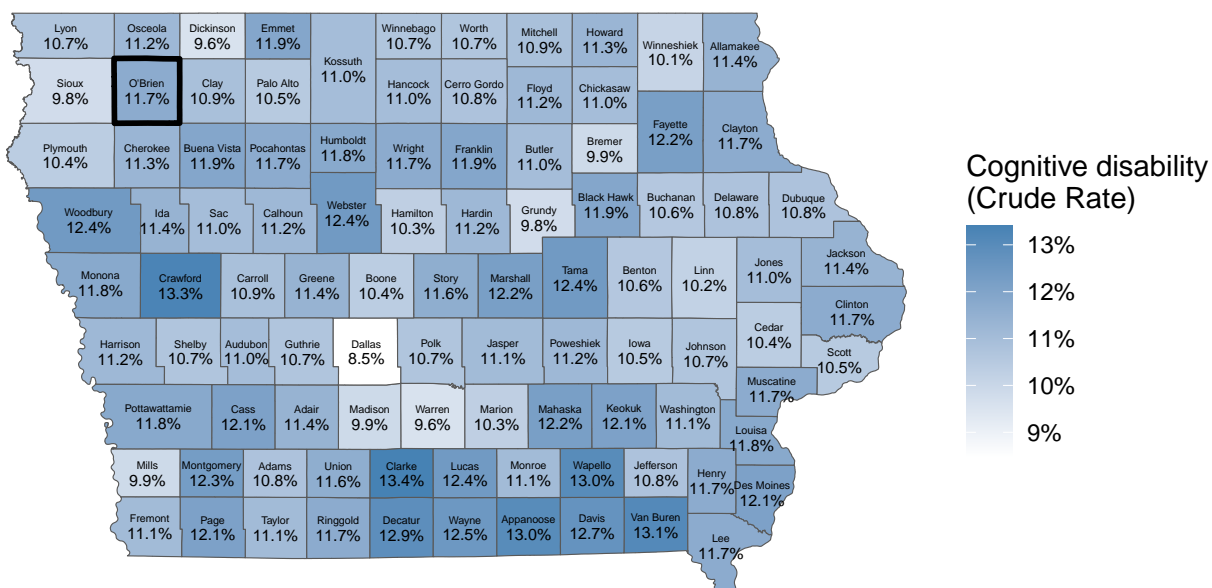 Lyon
10.7%
Osceola
11.2%
Dickinson
9.6%
Emmet
11.9%
Kossuth
11.0%
Winnebago
10.7%
Worth
10.7%
Mitchell
10.9%
Howard
11.3%
Winneshiek
10.1%
Allamakee
11.4%
Sioux
9.8%
O'Brien
11.7%
Clay
10.9%
Palo Alto
10.5%
Hancock
11.0%
Cerro Gordo
10.8%
Floyd
11.2%
Chickasaw
11.0%
Fayette
12.2%
Clayton
11.7%
Plymouth
10.4%
Cherokee
11.3%
Buena Vista
11.9%
Pocahontas
11.7%
Humboldt
11.8%
Wright
11.7%
Franklin
11.9%
Butler
11.0%
Bremer
9.9%
Woodbury
12.4%
Ida
11.4%
Sac
11.0%
Calhoun
11.2%
Webster
12.4%
Hamilton
10.3%
Hardin
11.2%
Grundy
9.8%
Black Hawk
11.9%
Buchanan
10.6%
Delaware
10.8%
Dubuque
10.8%
Monona
11.8%
Crawford
13.3%
Carroll
10.9%
Greene
11.4%
Boone
10.4%
Story
11.6%
Marshall
12.2%
Tama
12.4%
Benton
10.6%
Linn
10.2%
Jones
11.0%
Jackson
11.4%
Clinton
11.7%
Harrison
11.2%
Shelby
10.7%
Audubon
11.0%
Guthrie
10.7%
Dallas
8.5%
Polk
10.7%
Jasper
11.1%
Poweshiek
11.2%
Iowa
10.5%
Johnson
10.7%
Cedar
10.4%
Scott
10.5%
Muscatine
11.7%
Pottawattamie
11.8%
Cass
12.1%
Adair
11.4%
Madison
9.9%
Warren
9.6%
Marion
10.3%
Mahaska
12.2%
Keokuk
12.1%
Washington
11.1%
Louisa
11.8%
Mills
9.9%
Montgomery
12.3%
Adams
10.8%
Union
11.6%
Clarke
13.4%
Lucas
12.4%
Monroe
11.1%
Wapello
13.0%
Jefferson
10.8%
Henry
11.7%
Des Moines
12.1%
Fremont
11.1%
Page
12.1%
Taylor
11.1%
Ringgold
11.7%
Decatur
12.9%
Wayne
12.5%
Appanoose
13.0%
Davis
12.7%
Van Buren
13.1%
Lee
11.7%
Cognitive disability
(Crude Rate)
13%
12%
11%
10%
9%